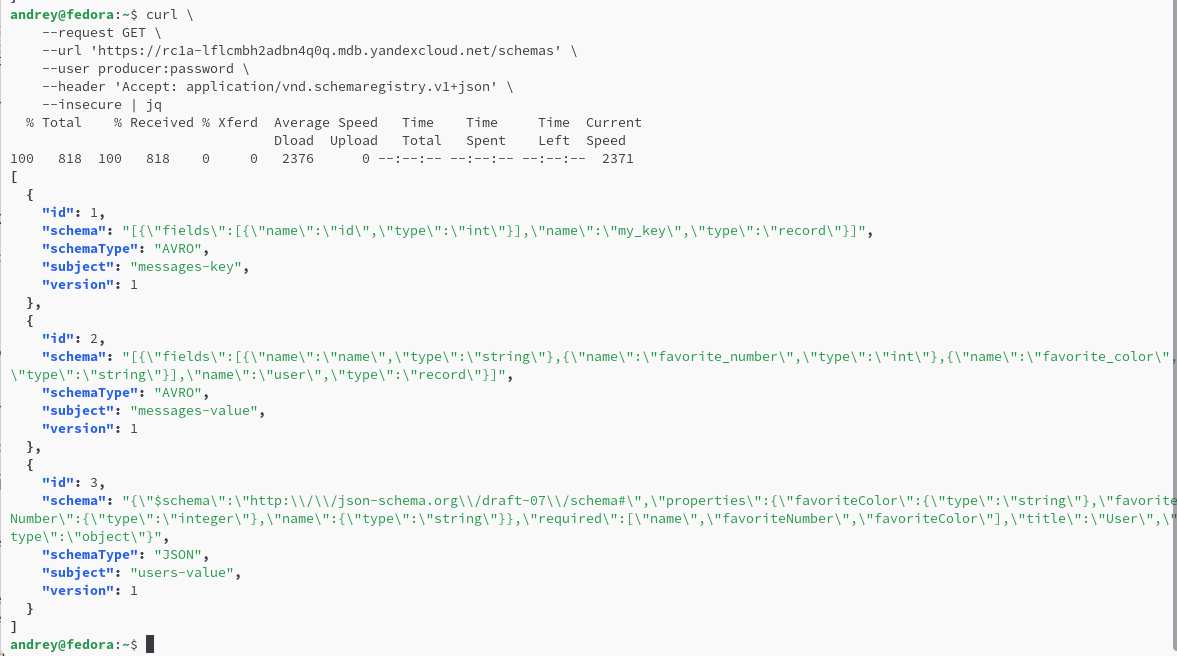 andrey@fedora:~$ curl \
    --request GET \
    --url 'https://rc1a-lflcmbh2adbn4q0q.mdb.yandexcloud.net/schemas' \
    --user producer:password \
    --header 'Accept: application/vnd.schemaregistry.v1+json' \
    --insecure | jq
  % Total    % Received % Xferd  Average Speed   Time    Time     Time  Current
                                 Dload  Upload   Total   Spent    Left  Speed
100   818  100   818    0     0   2376      0 --:--:-- --:--:-- --:--:--  2371
[
  {
    "id": 1,
    "schema": "[{\"fields\":[{\"name\":\"id\",\"type\":\"int\"}],\"name\":\"my_key\",\"type\":\"record\"}]",
    "schemaType": "AVRO",
    "subject": "messages-key",
    "version": 1
  },
  {
    "id": 2,
    "schema": "[{\"fields\":[{\"name\":\"name\",\"type\":\"string\"},{\"name\":\"favorite_number\",\"type\":\"int\"},{\"name\":\"favorite_color\",
\"type\":\"string\"}],\"name\":\"user\",\"type\":\"record\"}]",
    "schemaType": "AVRO",
    "subject": "messages-value",
    "version": 1
  },
  {
    "id": 3,
    "schema": "{\"$schema\":\"http:\\/\\/json-schema.org\\/draft-07\\/schema#\",\"properties\":{\"favoriteColor\":{\"type\":\"string\"},\"favorite
Number\":{\"type\":\"integer\"},\"name\":{\"type\":\"string\"}},\"required\":[\"name\",\"favoriteNumber\",\"favoriteColor\"],\"title\":\"User\",\"
type\":\"object\"}",
    "schemaType": "JSON",
    "subject": "users-value",
    "version": 1
  }
]
andrey@fedora:~$